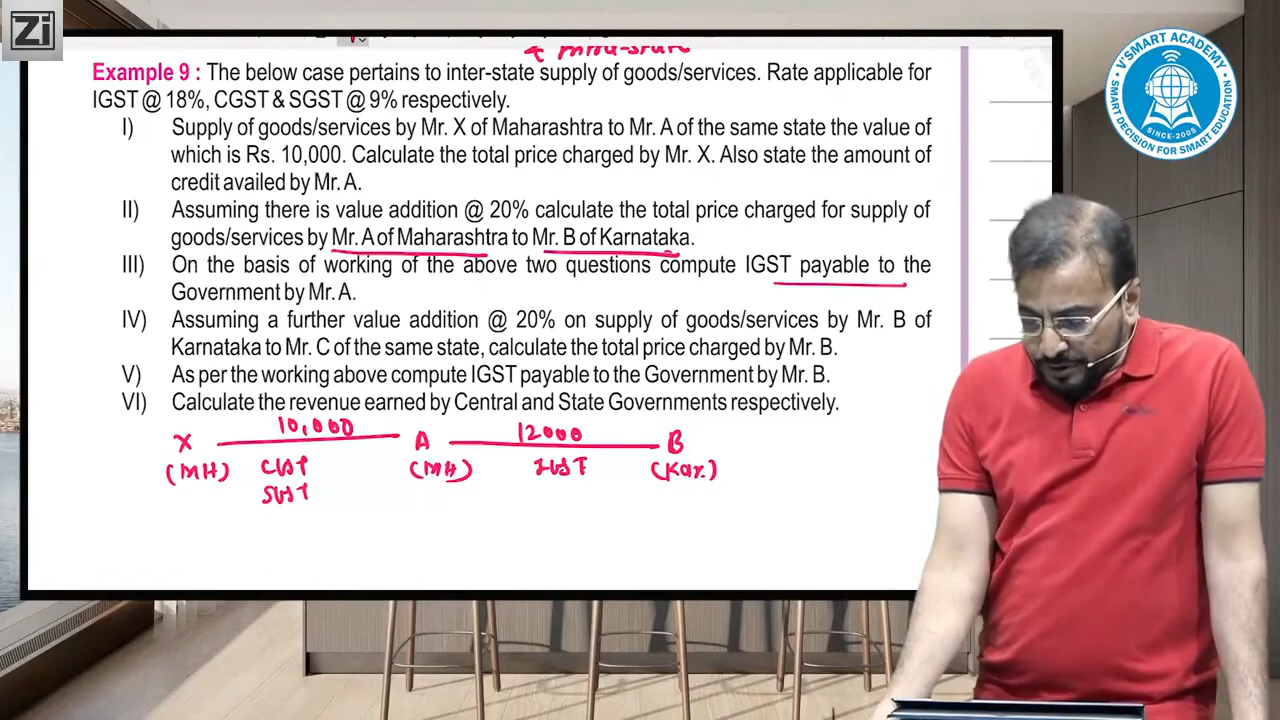 Zi
& intra-state
Example 9 : The below case pertains to inter-state supply of goods/services. Rate applicable for
IGST @ 18%, CGST & SGST @ 9% respectively.
I) Supply of goods/services by Mr. X of Maharashtra to Mr. A of the same state the value of
which is Rs. 10,000. Calculate the total price charged by Mr. X. Also state the amount of
credit availed by Mr. A.
II) Assuming there is value addition @ 20% calculate the total price charged for supply of
goods/services by Mr. A of Maharashtra to Mr. B of Karnataka.
III) On the basis of working of the above two questions compute IGST payable to the
Government by Mr. A.
IV) Assuming a further value addition @ 20% on supply of goods/services by Mr. B of
Karnataka to Mr. C of the same state, calculate the total price charged by Mr. B.
V) As per the working above compute IGST payable to the Government by Mr. B.
VI) Calculate the revenue earned by Central and State Governments respectively.
X 10,000 A 12000 B
(MH) CGST (MH) IGST (Kar.)
SGST
V'SMART ACADEMY
SINCE-2005
SMART DECISION FOR SMART EDUCATION